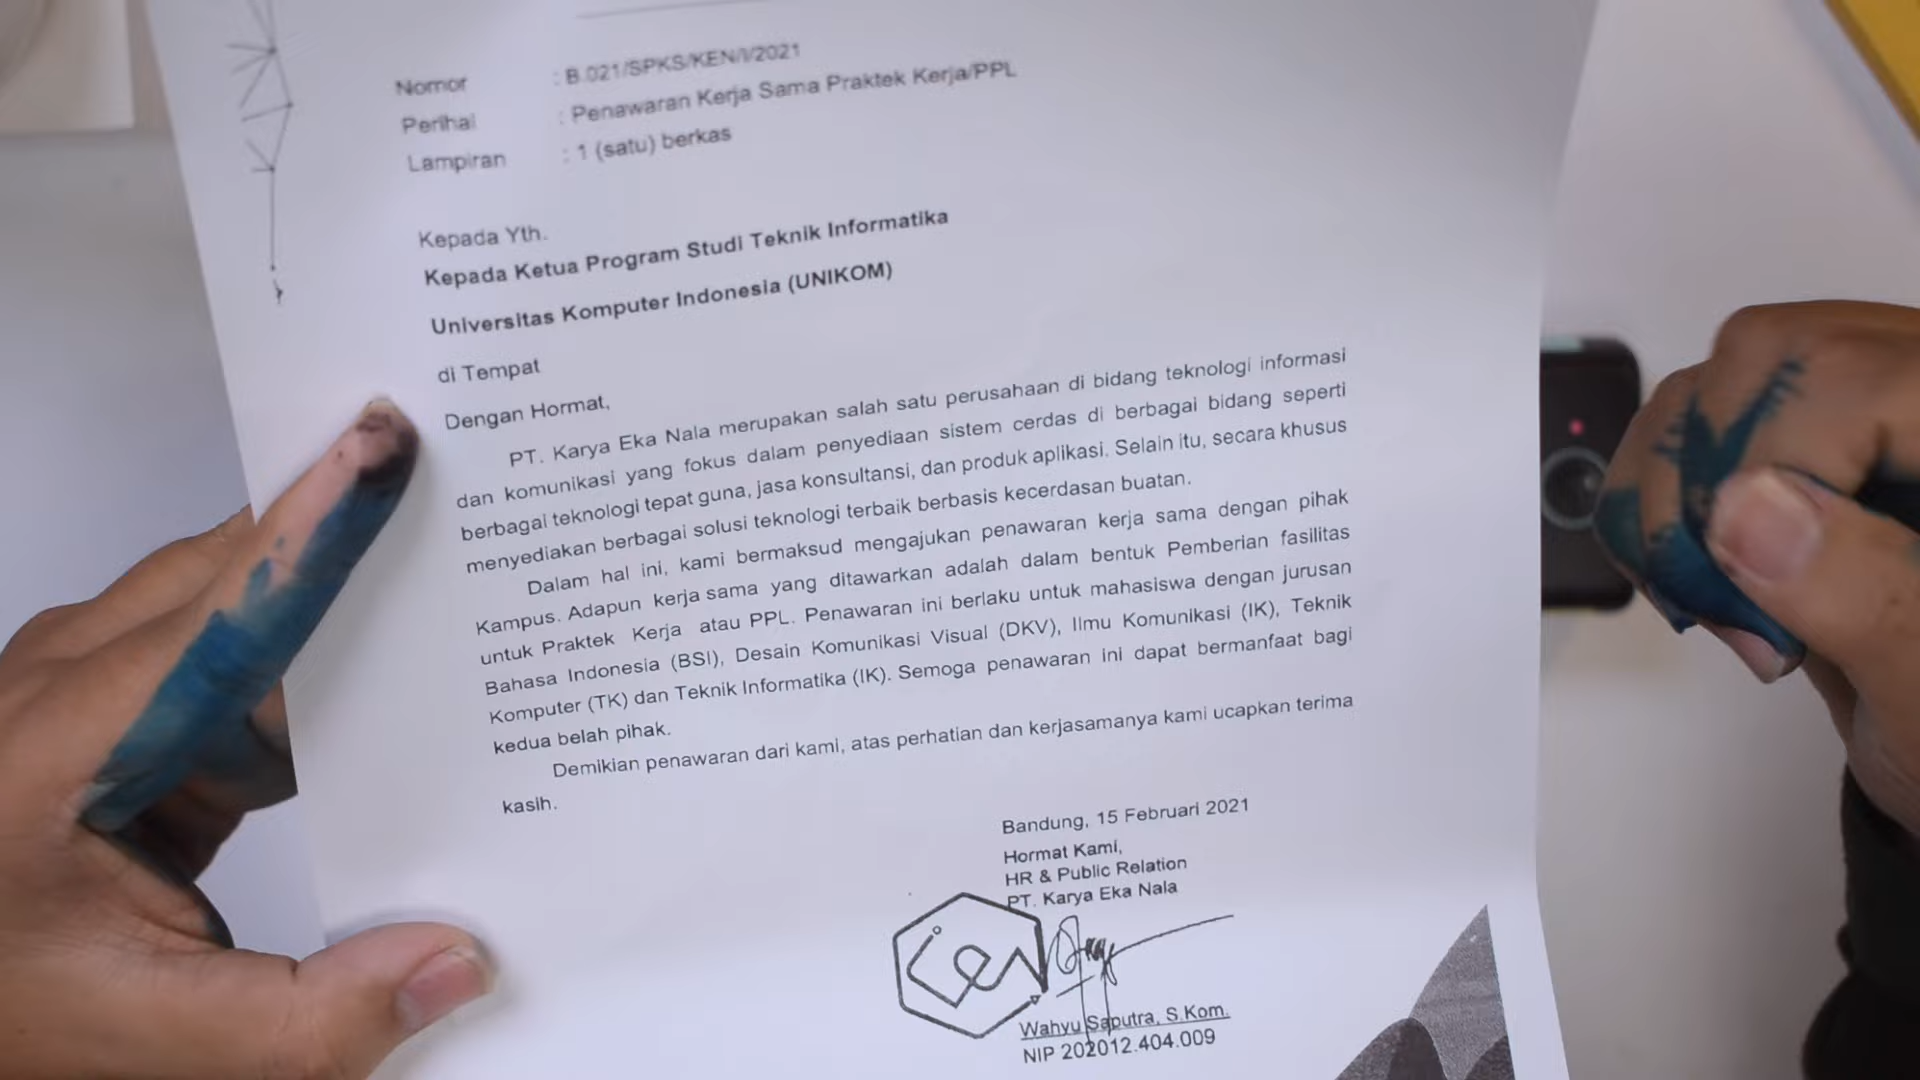 Nomor : B.021/SPKS/KEN/I/2021
Perihal : Penawaran Kerja Sama Praktek Kerja/PPL
Lampiran : 1 (satu) berkas
Kepada Yth.
Kepada Ketua Program Studi Teknik Informatika
Universitas Komputer Indonesia (UNIKOM)
di Tempat
Dengan Hormat,
PT. Karya Eka Nala merupakan salah satu perusahaan di bidang teknologi informasi
dan komunikasi yang fokus dalam penyediaan sistem cerdas di berbagai bidang seperti
berbagai teknologi tepat guna, jasa konsultansi, dan produk aplikasi. Selain itu, secara khusus
menyediakan berbagai solusi teknologi terbaik berbasis kecerdasan buatan.
Dalam hal ini, kami bermaksud mengajukan penawaran kerja sama dengan pihak
Kampus. Adapun kerja sama yang ditawarkan adalah dalam bentuk Pemberian fasilitas
untuk Praktek Kerja atau PPL. Penawaran ini berlaku untuk mahasiswa dengan jurusan
Bahasa Indonesia (BSI), Desain Komunikasi Visual (DKV), Ilmu Komunikasi (IK), Teknik
Komputer (TK) dan Teknik Informatika (IK). Semoga penawaran ini dapat bermanfaat bagi
kedua belah pihak.
Demikian penawaran dari kami, atas perhatian dan kerjasamanya kami ucapkan terima
kasih.
Bandung, 15 Februari 2021
Hormat Kami,
HR & Public Relation
PT. Karya Eka Nala
ken
Wahyu Saputra, S.Kom.
NIP 202012.404.009